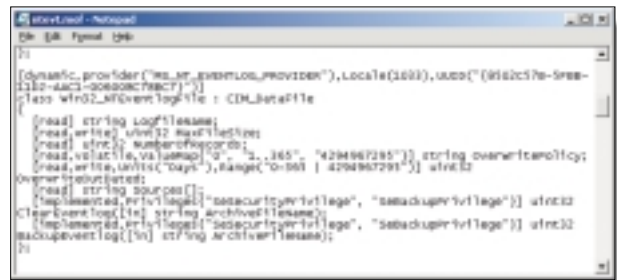 ntevt.mof - Notepad
File Edit Format Help
};
[dynamic,provider("MS_NT_EVENTLOG_PROVIDER"),Locale(1033),UUID("{8502C57B-5FBB-
class Win32_NTEventlogFile : CIM_DataFile
{
[read] string LogfileName;
[read,write] uint32 MaxFileSize;
[read] uint32 NumberOfRecords;
[read,volatile,ValueMap{"0", "1..365", "4294967295"}] string OverwritePolicy;
[read,write,Units("Days"),Range("0-365 | 4294967295")] uint32
OverwriteOutDated;
[read] string Sources[];
[implemented,Privileges{"SeSecurityPrivilege", "SeBackupPrivilege"}] uint32
ClearEventlog([in] string ArchiveFileName);
[implemented,Privileges{"SeSecurityPrivilege", "SeBackupPrivilege"}] uint32
BackupEventlog([in] string ArchiveFileName);
};